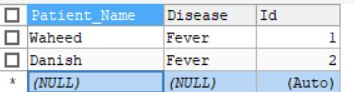 Patient_Name Disease Id
Waheed Fever 1
Danish Fever 2
* (NULL) (NULL) (Auto)